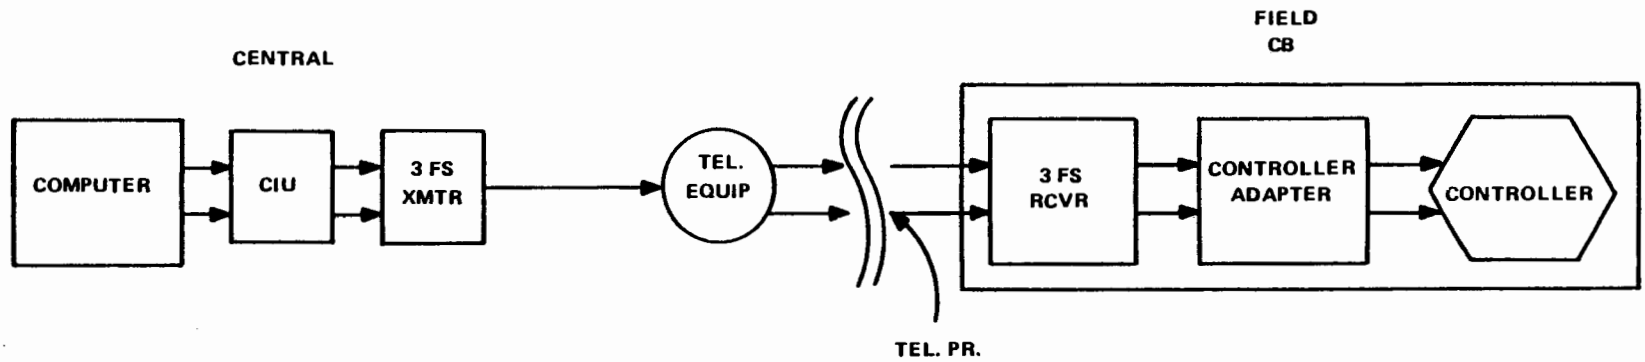 FIELD
CB
CENTRAL
COMPUTER
CIU
3 FS
XMTR
TEL.
EQUIP
3 FS
RCVR
CONTROLLER
ADAPTER
CONTROLLER
TEL. PR.